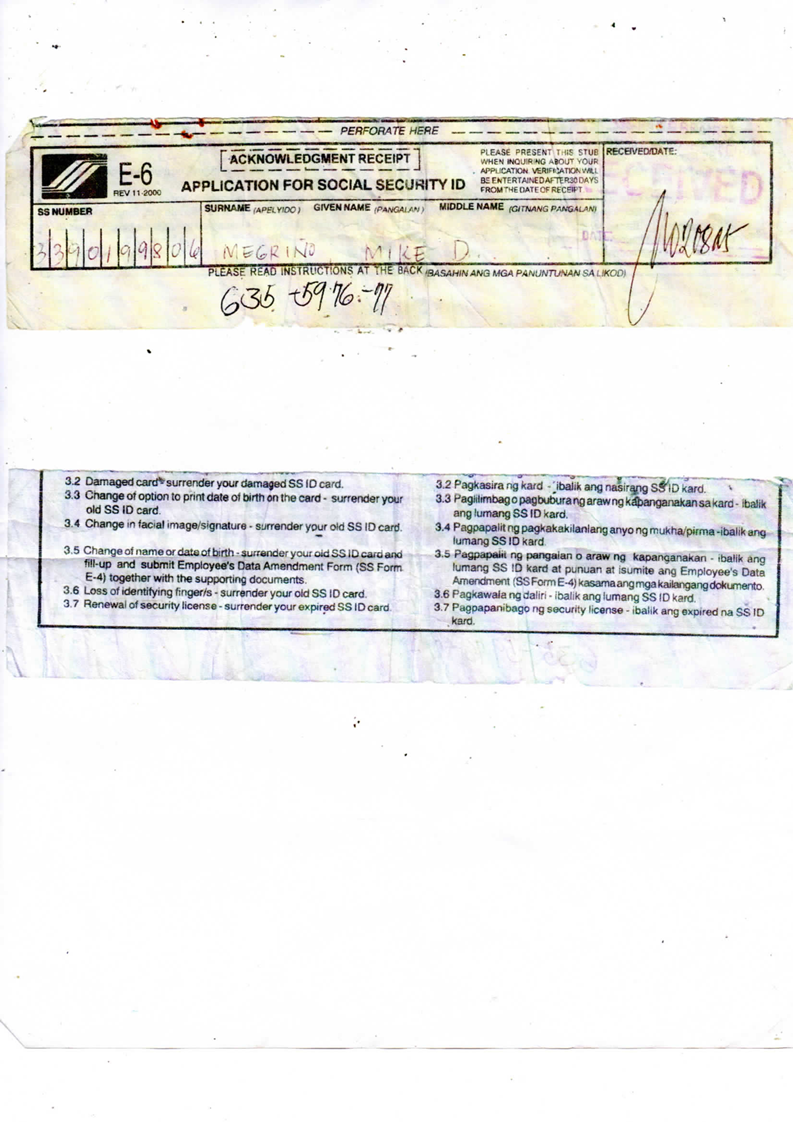 PERFORATE HERE
E-6
REV 11-2000
ACKNOWLEDGMENT RECEIPT
APPLICATION FOR SOCIAL SECURITY ID
PLEASE PRESENT THIS STUB
WHEN INQUIRING ABOUT YOUR
APPLICATION. VERIFICATION WILL
BE ENTERTAINED AFTER 30 DAYS
FROM THE DATE OF RECEIPT.
RECEIVED/DATE:
RECEIVED
DATE:
SS NUMBER
SURNAME (APELYIDO) GIVEN NAME (PANGALAN) MIDDLE NAME (GITNANG PANGALAN)
3390199806 MEGRINO MIKE D.
PLEASE READ INSTRUCTIONS AT THE BACK (BASAHIN ANG MGA PANUNTUNAN SA LIKOD)
635-5976-77
3.2 Damaged card - surrender your damaged SS ID card.
3.3 Change of option to print date of birth on the card - surrender your
old SS ID card.
3.4 Change in facial image/signature - surrender your old SS ID card.
3.5 Change of name or date of birth - surrender your old SS ID card and
fill-up and submit Employee's Data Amendment Form (SS Form
E-4) together with the supporting documents.
3.6 Loss of identifying finger/s - surrender your old SS ID card.
3.7 Renewal of security license - surrender your expired SS ID card.
3.2 Pagkasira ng kard - ibalik ang nasirang SS ID kard.
3.3 Paglilimbag o pagbubura ng araw ng kapanganakan sa kard - ibalik
ang lumang SS ID kard.
3.4 Pagpapalit ng pagkakakilanlang anyo ng mukha/pirma - ibalik ang
lumang SS ID kard.
3.5 Pagpapalit ng pangalan o araw ng kapanganakan - ibalik ang
lumang SS ID kard at punuan at isumite ang Employee's Data
Amendment (SS Form E-4) kasama ang mga kailangang dokumento.
3.6 Pagkawala ng daliri - ibalik ang lumang SS ID kard.
3.7 Pagpapanibago ng security license - ibalik ang expired na SS ID
kard.